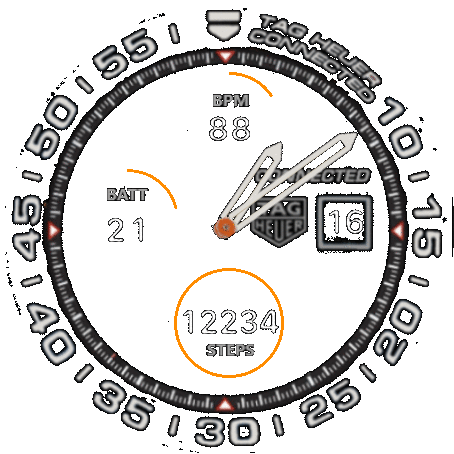 TAG HEUER
CONNECTED
55
10
50
BPM
88
CONNECTED
BATT
TAG
HEUER
16
45
21
15
12234
STEPS
40
20
35
25
30